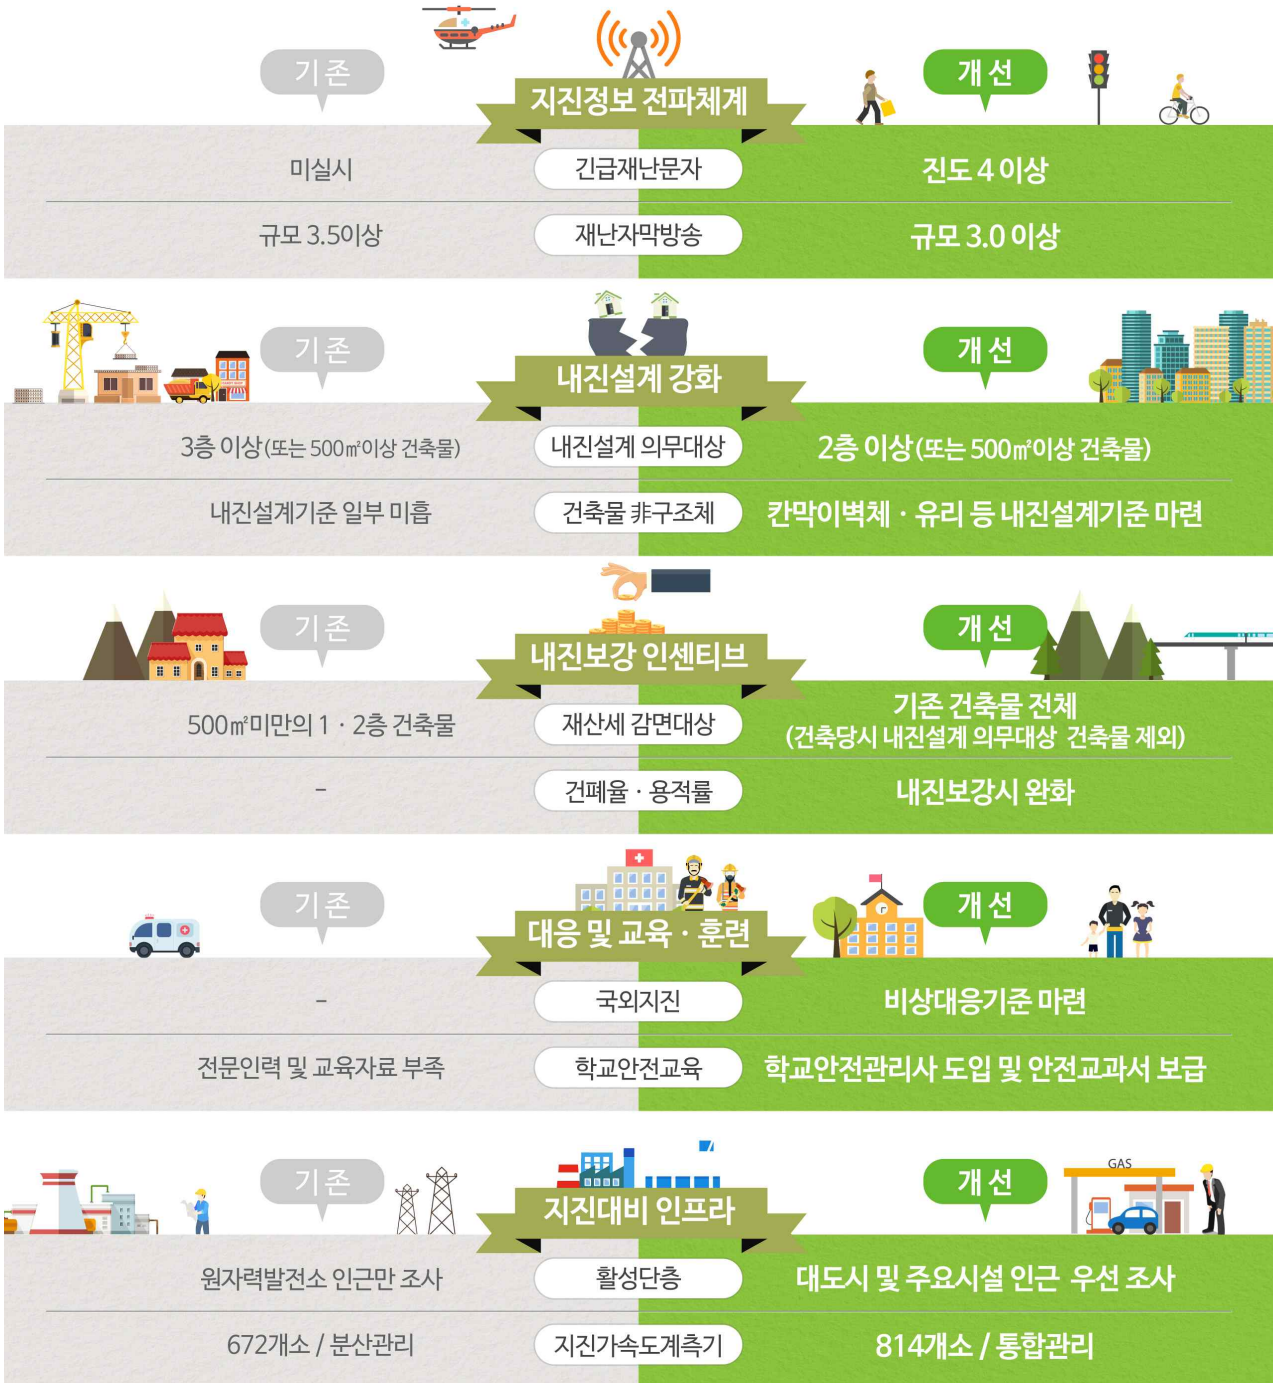 기존
지진정보 전파체계
개선
미실시
긴급재난문자
진도 4 이상
규모 3.5이상
재난자막방송
규모 3.0 이상
기존
내진설계 강화
개선
3층 이상(또는 500㎡이상 건축물)
내진설계 의무대상
2층 이상(또는 500㎡이상 건축물)
내진설계기준 일부 미흡
건축물 非구조체
칸막이벽체 · 유리 등 내진설계기준 마련
기존
내진보강 인센티브
개선
500㎡미만의 1 · 2층 건축물
재산세 감면대상
기존 건축물 전체
(건축당시 내진설계 의무대상 건축물 제외)
-
건폐율 · 용적률
내진보강시 완화
기존
대응 및 교육 · 훈련
개선
-
국외지진
비상대응기준 마련
전문인력 및 교육자료 부족
학교안전교육
학교안전관리사 도입 및 안전교과서 보급
기존
지진대비 인프라
개선
GAS
원자력발전소 인근만 조사
활성단층
대도시 및 주요시설 인근 우선 조사
672개소 / 분산관리
지진가속도계측기
814개소 / 통합관리